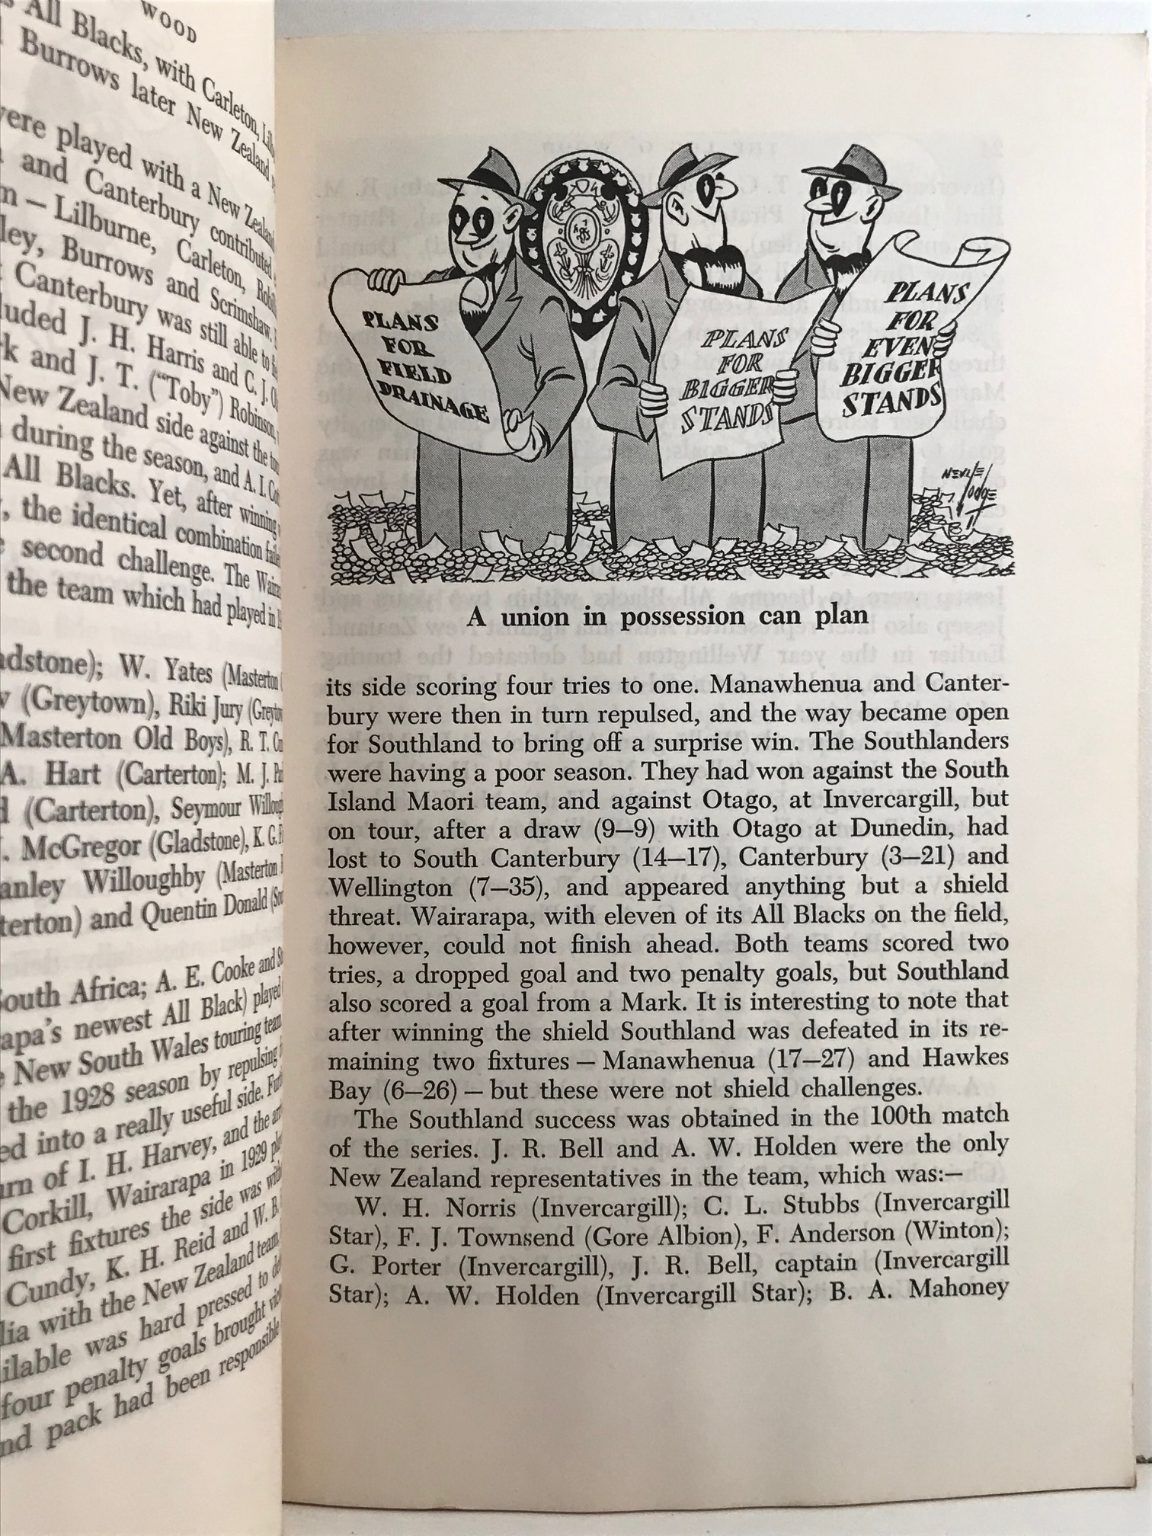 WOOD
All Blacks, with Carleton,
Burrows later New Zealand
were played with a New Zealand
and Canterbury contributed
– Lilburne, Carleton,
Burrows and Scrimshaw,
Canterbury was still able to
J. H. Harris and C. J.
and J. T. ("Toby") Robinson,
New Zealand side against the
during the season, and A. I.
All Blacks. Yet, after winning
the identical combination
second challenge. The
the team which had played in
W. Yates (Masterton
(Greytown), Riki Jury
Masterton Old Boys), R. T.
A. Hart (Carterton); M. J.
(Carterton), Seymour
McGregor (Gladstone), K. G.
Willoughby (Masterton
and Quentin Donald
South Africa; A. E. Cooke and
newest All Black) played
New South Wales touring team
the 1928 season by repulsing
into a really useful side.
of I. H. Harvey, and the
Corkill, Wairarapa in 1929
first fixtures the side was
Cundy, K. H. Reid and W. B.
with the New Zealand team
was hard pressed to
four penalty goals brought
pack had been responsible
PLANS
FOR
FIELD
DRAINAGE
PLANS
FOR
BIGGER
STANDS
PLANS
FOR
EVEN
BIGGER
STANDS
NEVILE
LODGE
A union in possession can plan
its side scoring four tries to one. Manawhenua and Canter-
bury were then in turn repulsed, and the way became open
for Southland to bring off a surprise win. The Southlanders
were having a poor season. They had won against the South
Island Maori team, and against Otago, at Invercargill, but
on tour, after a draw (9–9) with Otago at Dunedin, had
lost to South Canterbury (14–17), Canterbury (3–21) and
Wellington (7–35), and appeared anything but a shield
threat. Wairarapa, with eleven of its All Blacks on the field,
however, could not finish ahead. Both teams scored two
tries, a dropped goal and two penalty goals, but Southland
also scored a goal from a Mark. It is interesting to note that
after winning the shield Southland was defeated in its re-
maining two fixtures – Manawhenua (17–27) and Hawkes
Bay (6–26) – but these were not shield challenges.
The Southland success was obtained in the 100th match
of the series. J. R. Bell and A. W. Holden were the only
New Zealand representatives in the team, which was:–
W. H. Norris (Invercargill); C. L. Stubbs (Invercargill
Star), F. J. Townsend (Gore Albion), F. Anderson (Winton);
G. Porter (Invercargill), J. R. Bell, captain (Invercargill
Star); A. W. Holden (Invercargill Star); B. A. Mahoney